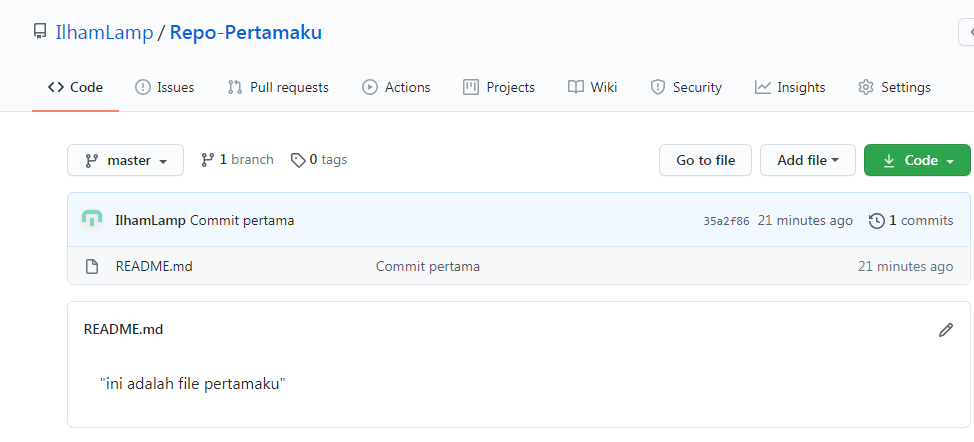 IlhamLamp / Repo-Pertamaku
Code Issues Pull requests Actions Projects Wiki Security Insights Settings
master 1 branch 0 tags Go to file Add file Code
IlhamLamp Commit pertama 35a2f86 21 minutes ago 1 commits
README.md Commit pertama 21 minutes ago
README.md
"ini adalah file pertamaku"